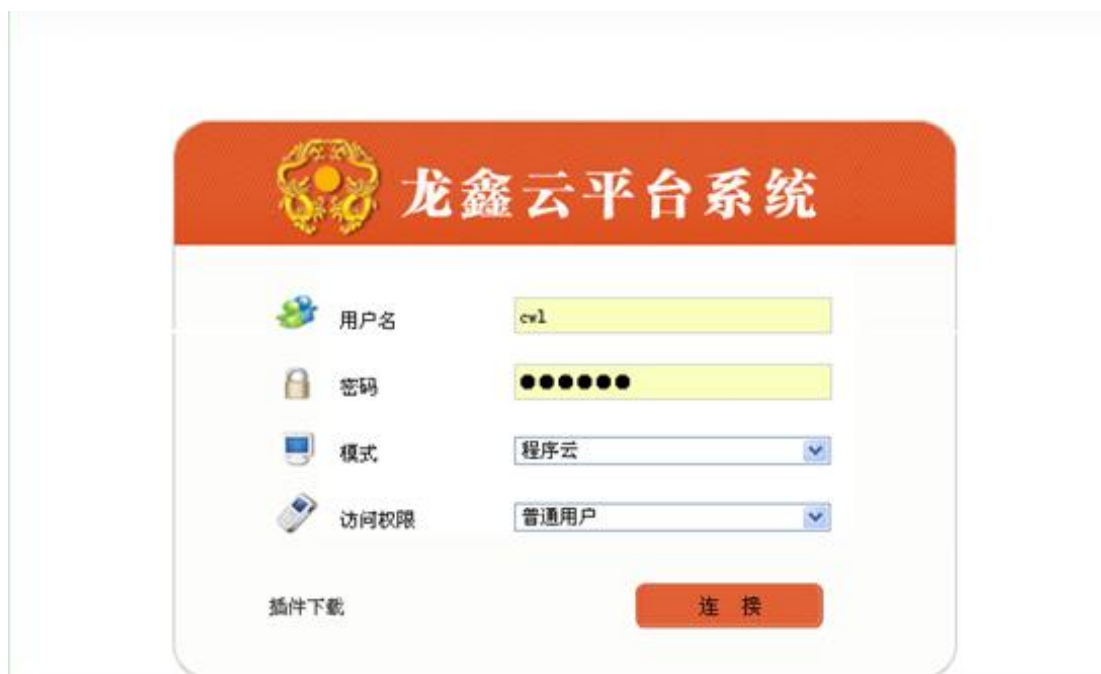 龙鑫云平台系统
用户名 cwl
密码 ●●●●●●
模式 程序云
访问权限 普通用户
插件下载 连 接